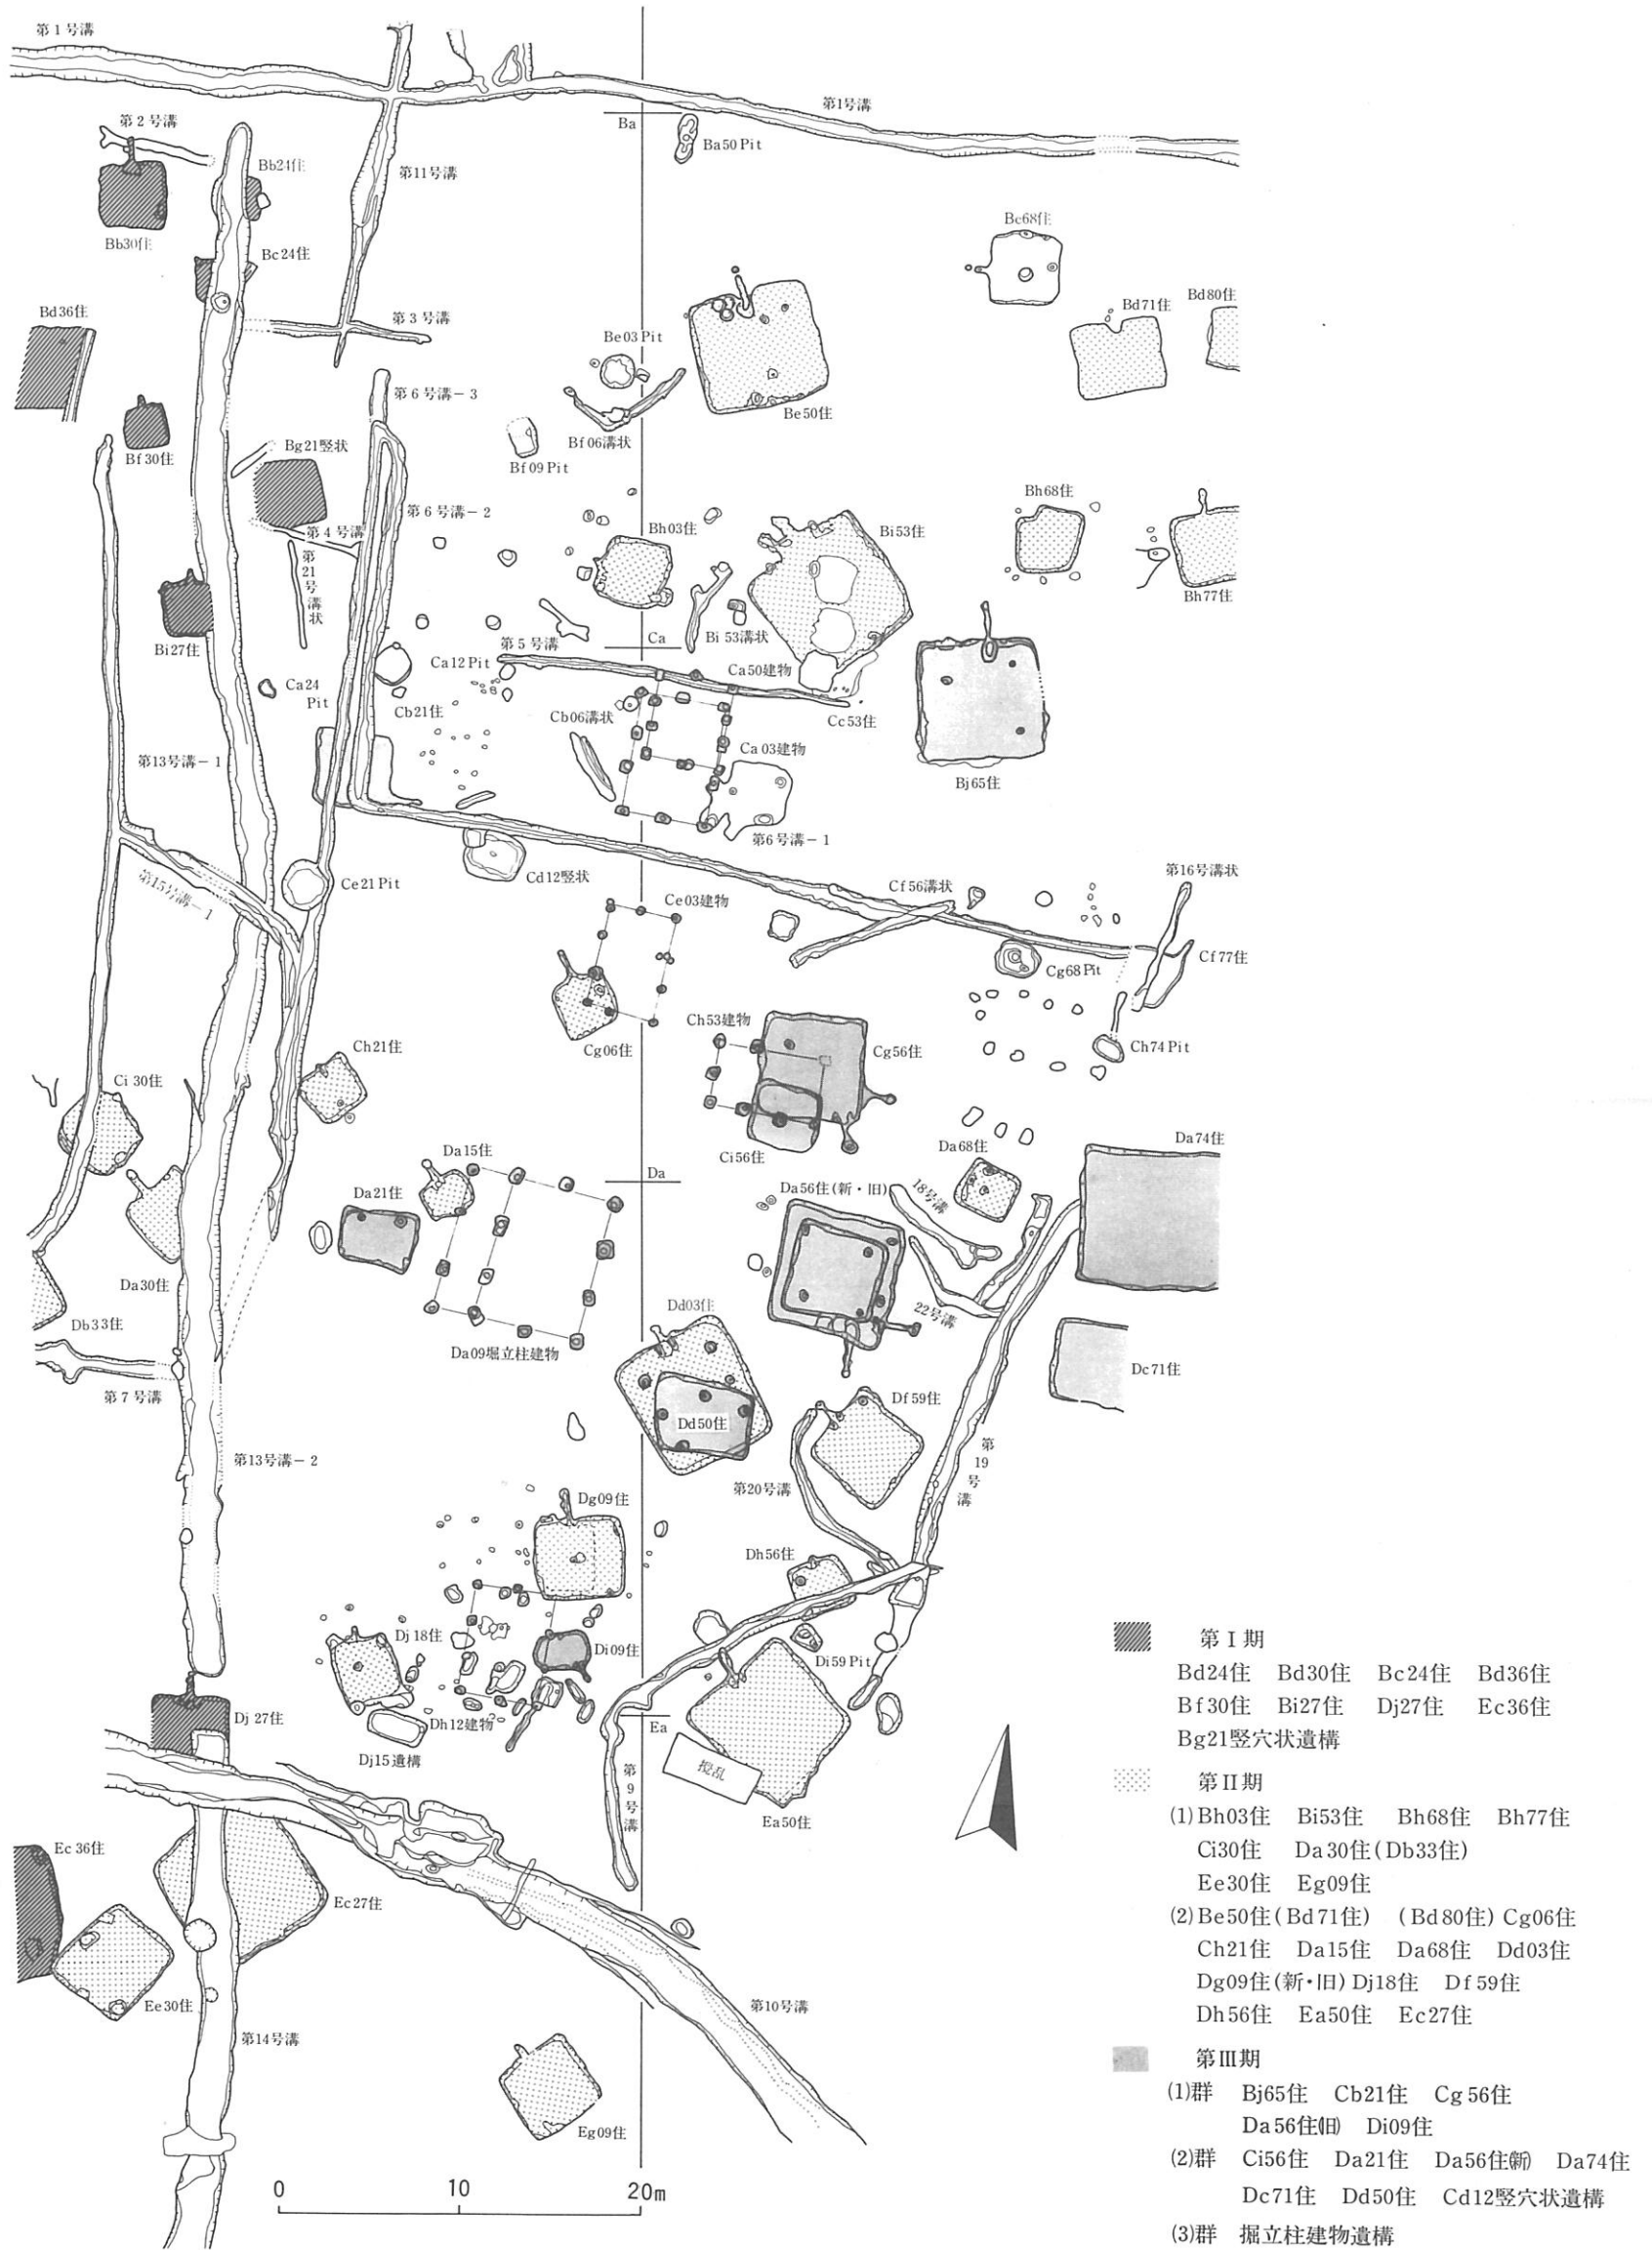 第1号溝
第1号溝
第2号溝
Ba
Ba50 Pit
Bb24住
第11号溝
Bb30住
Bc24住
Bc68住
Bd36住
第3号溝
Bd71住
Bd80住
Be03 Pit
第6号溝-3
Be50住
Bf30住
Bg21竪状
Bf06溝状
Bf09 Pit
第6号溝-2
Bh03住
Bi53住
Bh68住
第4号溝
第21号溝状
Bh77住
Bi27住
Ca
Bi53溝状
第5号溝
Ca12 Pit
Ca50建物
Ca24
Pit
Cb21住
Cb06溝状
Cc53住
Ca03建物
第13号溝-1
Bj65住
第6号溝-1
第15号溝-1
Ce21 Pit
Cd12竪状
Ce03建物
Cf56溝状
第16号溝状
Cf77住
Cg68 Pit
Ch53建物
Cg06住
Cg56住
Ch21住
Ch74 Pit
Ci30住
Ci56住
Da15住
Da
Da68住
Da74住
Da21住
Da56住(新・旧)
18号溝
Da30住
Dd03住
22号溝
Db33住
Da09掘立柱建物
Dc71住
第7号溝
Df59住
Dd50住
第13号溝-2
第19号溝
第20号溝
Dg09住
Dh56住
Dj18住
Di09住
Di59 Pit
Dj27住
Dh12建物
Ea
Dj15遺構
攪乱
第9号溝
Ea50住
Ec36住
Ec27住
Ee30住
第10号溝
第14号溝
Eg09住
0 10 20m
第Ⅰ期
Bd24住 Bd30住 Bc24住 Bd36住
Bf30住 Bi27住 Dj27住 Ec36住
Bg21竪穴状遺構
第Ⅱ期
(1) Bh03住 Bi53住 Bh68住 Bh77住
Ci30住 Da30住(Db33住)
Ee30住 Eg09住
(2) Be50住(Bd71住) (Bd80住) Cg06住
Ch21住 Da15住 Da68住 Dd03住
Dg09住(新・旧) Dj18住 Df59住
Dh56住 Ea50住 Ec27住
第Ⅲ期
(1)群 Bj65住 Cb21住 Cg56住
Da56住(旧) Di09住
(2)群 Ci56住 Da21住 Da56住(新) Da74住
Dc71住 Dd50住 Cd12竪穴状遺構
(3)群 掘立柱建物遺構